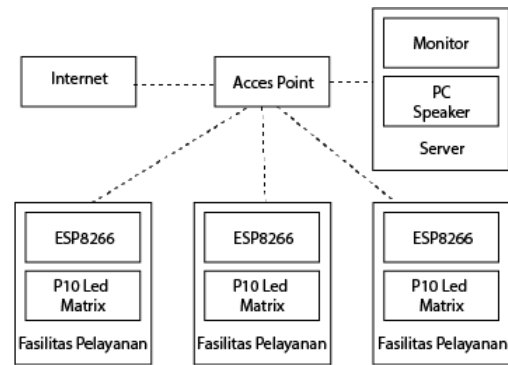 Internet
Acces Point
Monitor
PC
Speaker
Server
ESP8266
P10 Led
Matrix
Fasilitas Pelayanan
ESP8266
P10 Led
Matrix
Fasilitas Pelayanan
ESP8266
P10 Led
Matrix
Fasilitas Pelayanan